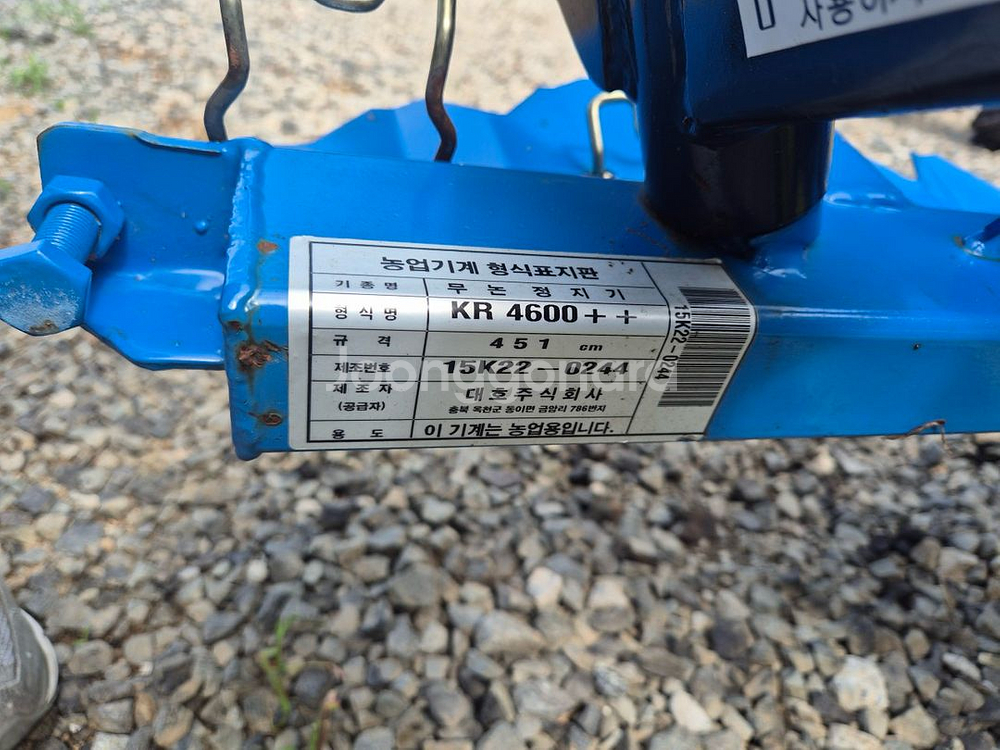 사용하
농업기계 형식표지판
기종명 무논정지기
형식명 KR 4600++
규격 451 cm
제조번호 15K22 0244
제조자 대호주식회사
(공급자) 충북 옥천군 동이면 금암리 786번지
용도 이 기계는 농업용입니다.
15K22-0244